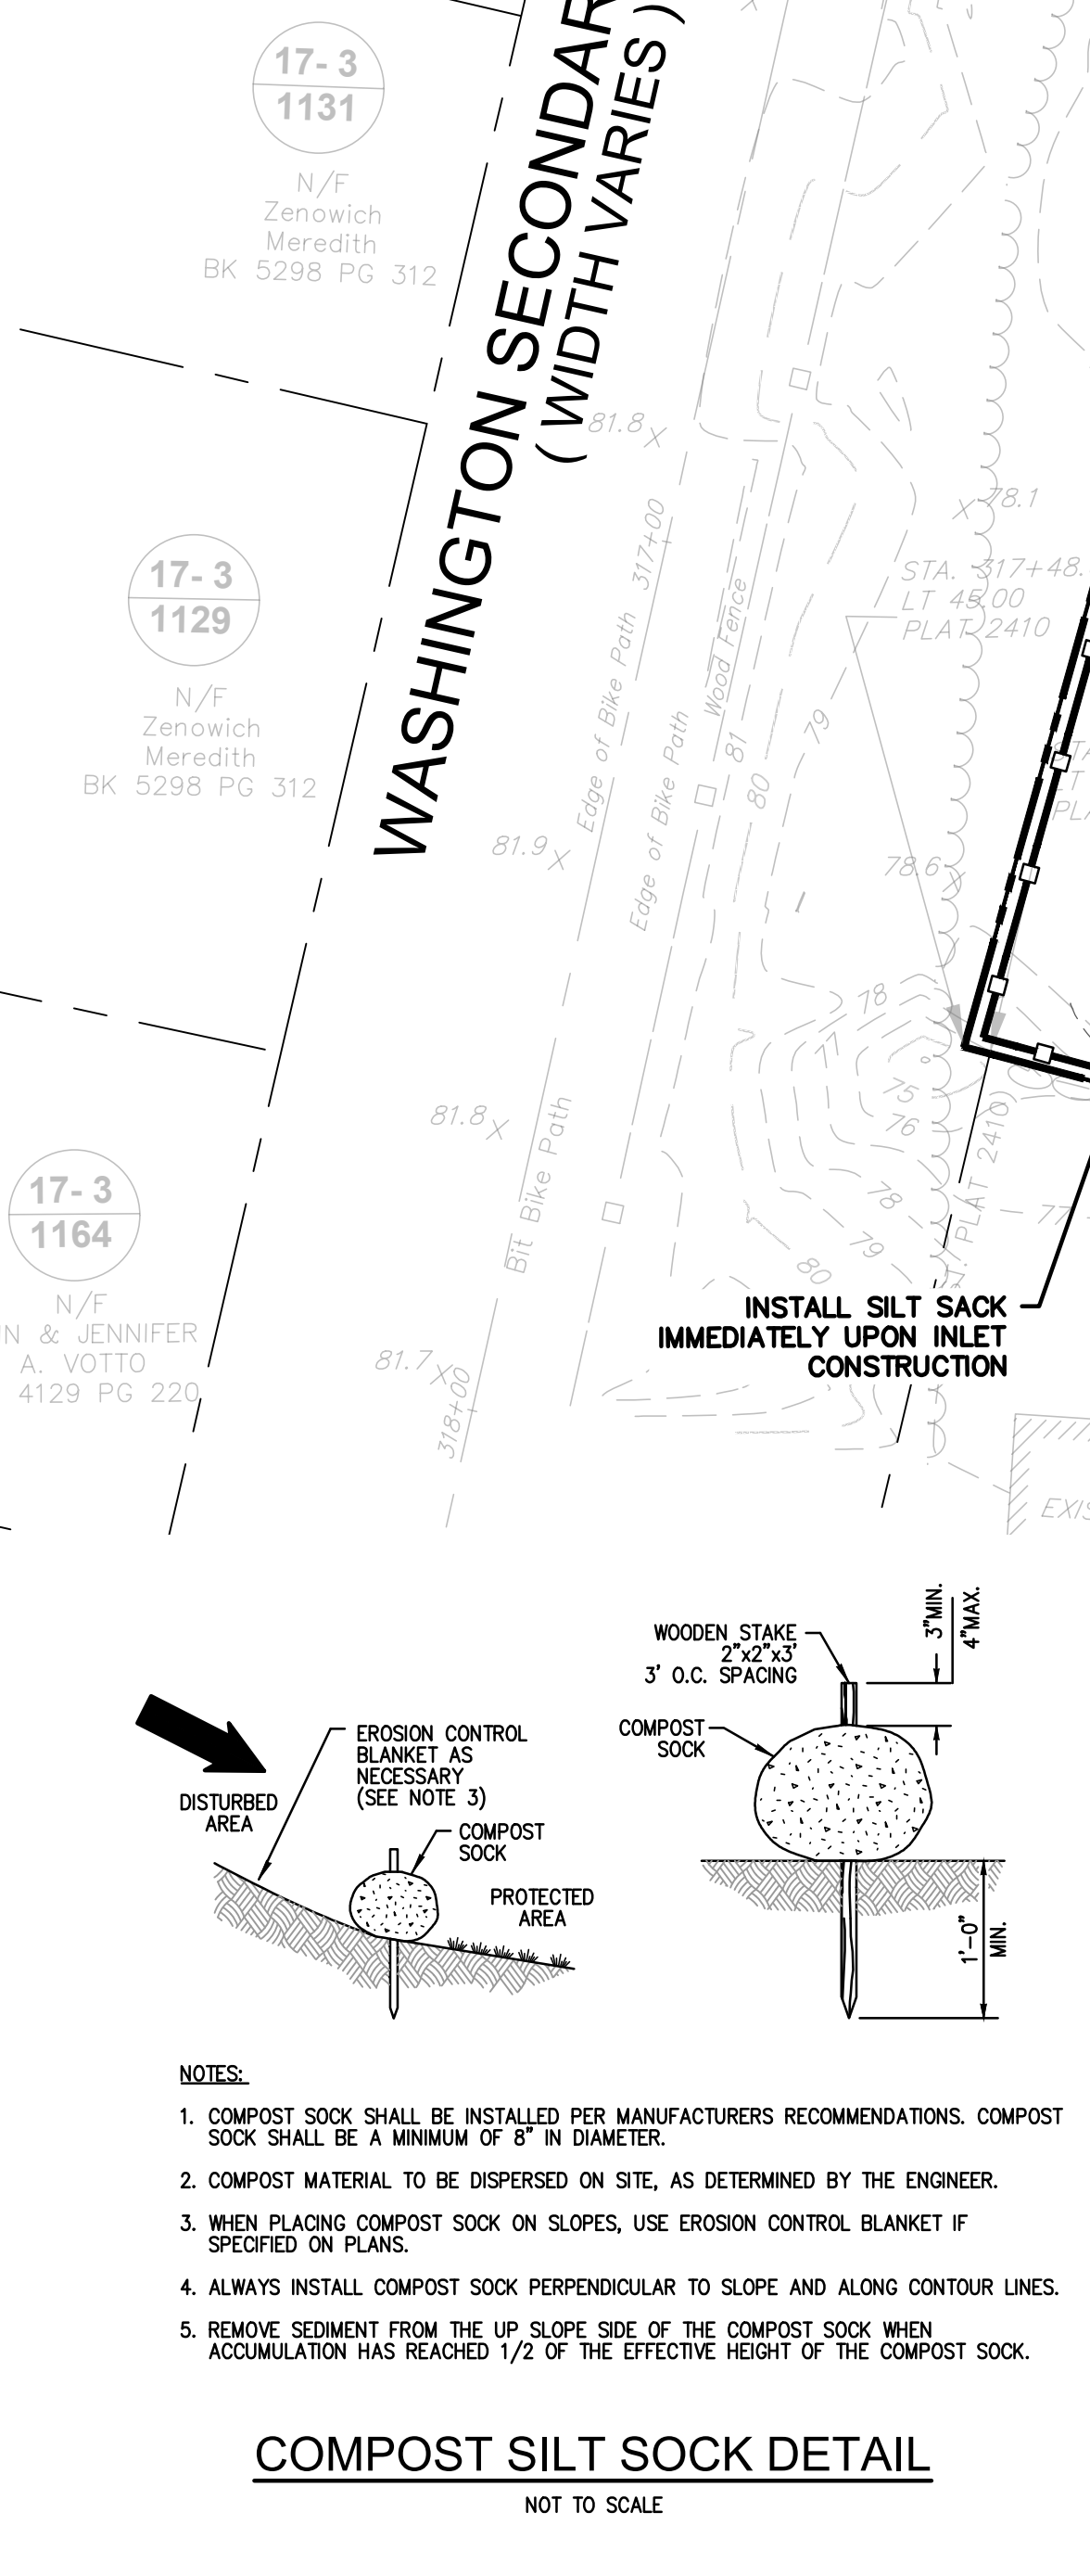 17- 3
1131
N/F
Zenowich
Meredith
BK 5298 PG 312
WASHINGTON
( WIDTH VARIES )
81.8
317+00
Edge of Bike Path
Wood Fence
78.1
STA. 317+48.
LT 45.00
PLAT 2410
17- 3
1129
N/F
Zenowich
Meredith
BK 5298 PG 312
Edge of Bike Path
81
80
79
81.9
78.6
78
77
75
76
81.8
Bit Bike Path
PLAT 2410)
77
78
79
80
17- 3
1164
N/F
& JENNIFER
A. VOTTO
4129 PG 220
INSTALL SILT SACK
IMMEDIATELY UPON INLET
CONSTRUCTION
81.7
318+00
WOODEN STAKE
2"x2"x3'
3' O.C. SPACING
3"MIN.
4"MAX.
COMPOST
SOCK
EROSION CONTROL
BLANKET AS
NECESSARY
(SEE NOTE 3)
DISTURBED
AREA
COMPOST
SOCK
PROTECTED
AREA
1'-0"
MIN.
NOTES:
1. COMPOST SOCK SHALL BE INSTALLED PER MANUFACTURERS RECOMMENDATIONS. COMPOST
SOCK SHALL BE A MINIMUM OF 8" IN DIAMETER.
2. COMPOST MATERIAL TO BE DISPERSED ON SITE, AS DETERMINED BY THE ENGINEER.
3. WHEN PLACING COMPOST SOCK ON SLOPES, USE EROSION CONTROL BLANKET IF
SPECIFIED ON PLANS.
4. ALWAYS INSTALL COMPOST SOCK PERPENDICULAR TO SLOPE AND ALONG CONTOUR LINES.
5. REMOVE SEDIMENT FROM THE UP SLOPE SIDE OF THE COMPOST SOCK WHEN
ACCUMULATION HAS REACHED 1/2 OF THE EFFECTIVE HEIGHT OF THE COMPOST SOCK.
COMPOST SILT SOCK DETAIL
NOT TO SCALE